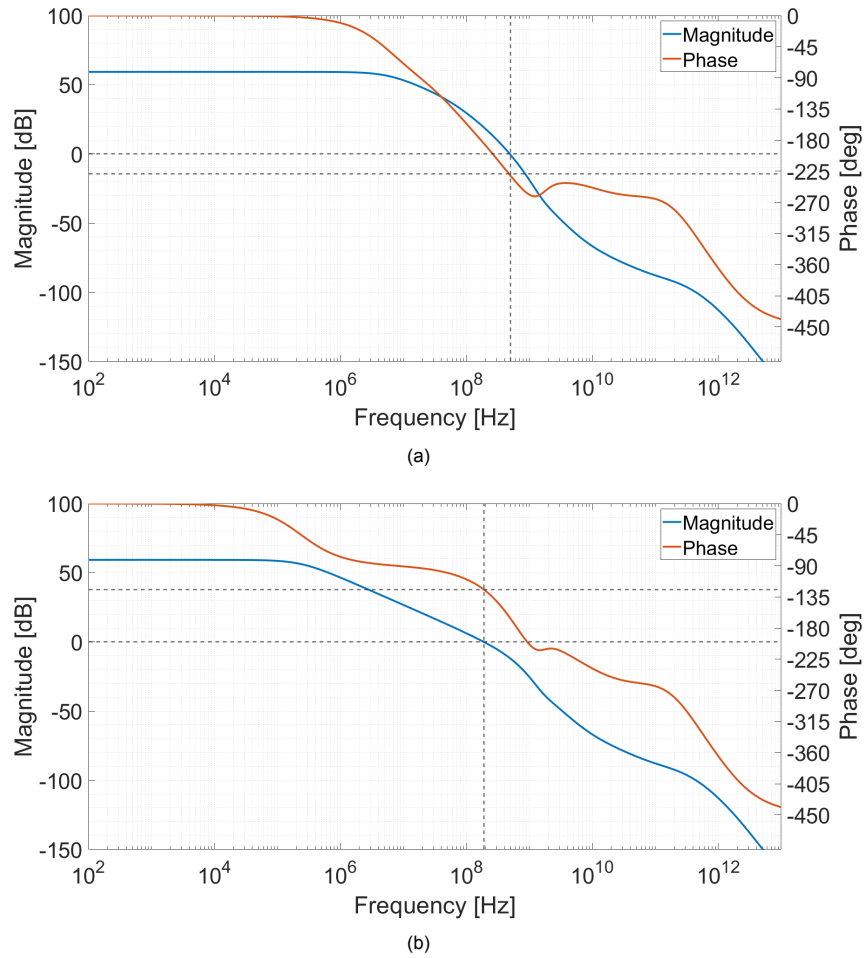 100
50
0
-50
-100
-150
Magnitude [dB]
0
-45
-90
-135
-180
-225
-270
-315
-360
-405
-450
Phase [deg]
Magnitude
Phase
10^2 10^4 10^6 10^8 10^10 10^12
Frequency [Hz]
(a)
100
50
0
-50
-100
-150
Magnitude [dB]
0
-45
-90
-135
-180
-225
-270
-315
-360
-405
-450
Phase [deg]
Magnitude
Phase
10^2 10^4 10^6 10^8 10^10 10^12
Frequency [Hz]
(b)